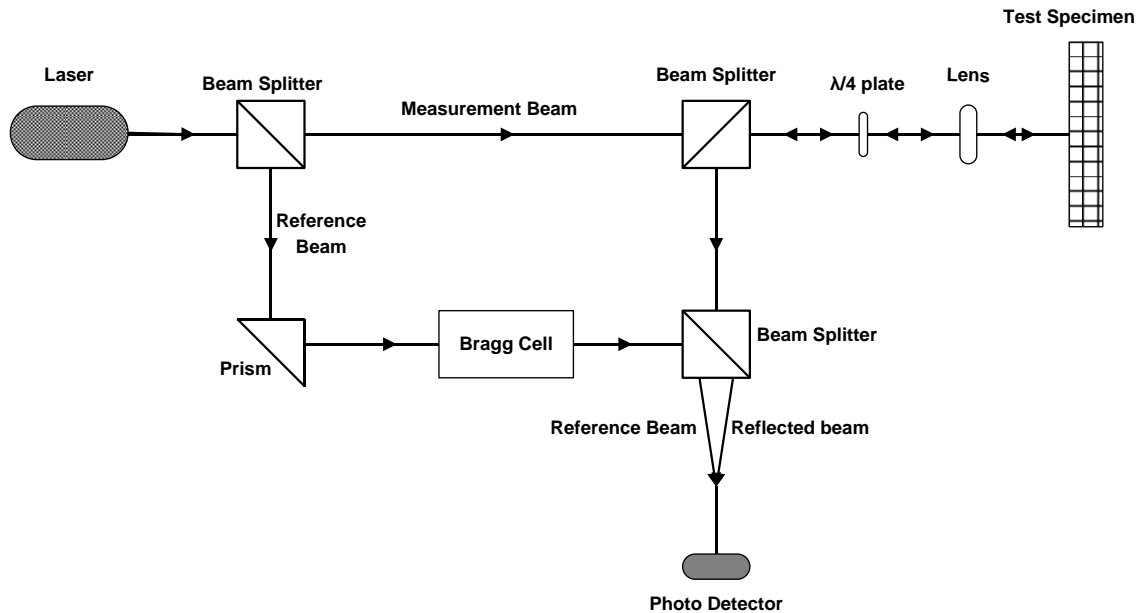 Test Specimen
Laser
Beam Splitter
Beam Splitter
λ/4 plate
Lens
Measurement Beam
Reference
Beam
Bragg Cell
Beam Splitter
Prism
Reference Beam
Reflected beam
Photo Detector